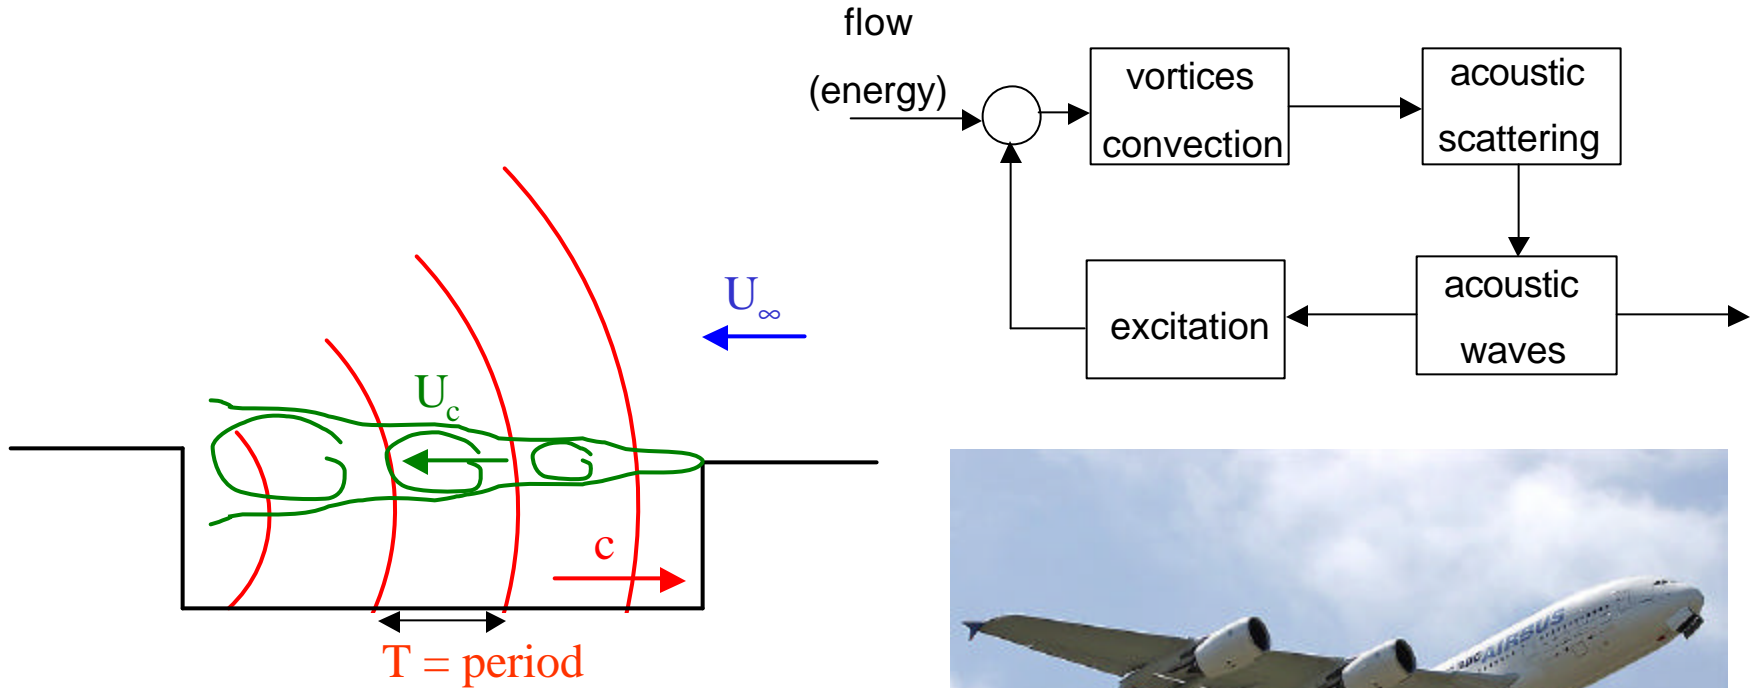 flow
(energy)
vortices
convection
acoustic
scattering
excitation
acoustic
waves
U∞
Uc
c
T = period
AIRBUS